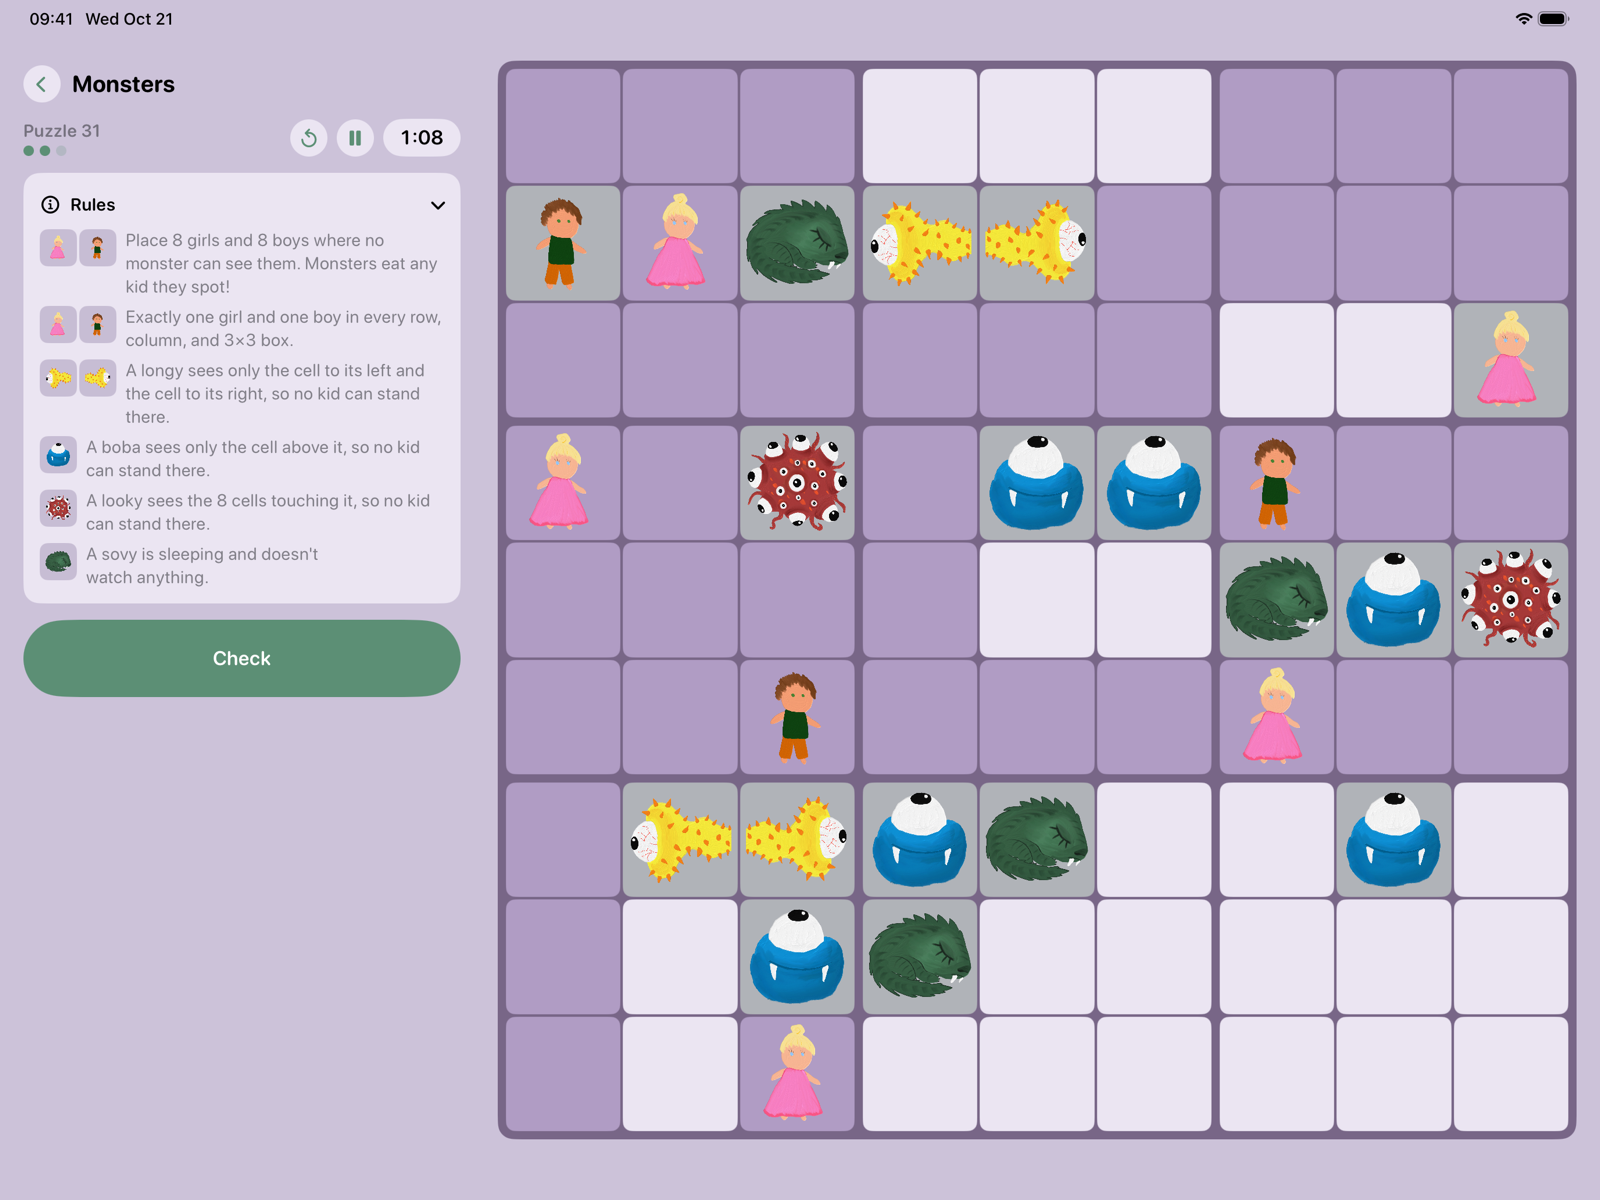 09:41 Wed Oct 21
Monsters
Puzzle 31
1:08
Rules
Place 8 girls and 8 boys where no
monster can see them. Monsters eat any
kid they spot!
Exactly one girl and one boy in every row,
column, and 3×3 box.
A longy sees only the cell to its left and
the cell to its right, so no kid can stand
there.
A boba sees only the cell above it, so no kid
can stand there.
A looky sees the 8 cells touching it, so no kid
can stand there.
A sovy is sleeping and doesn't
watch anything.
Check